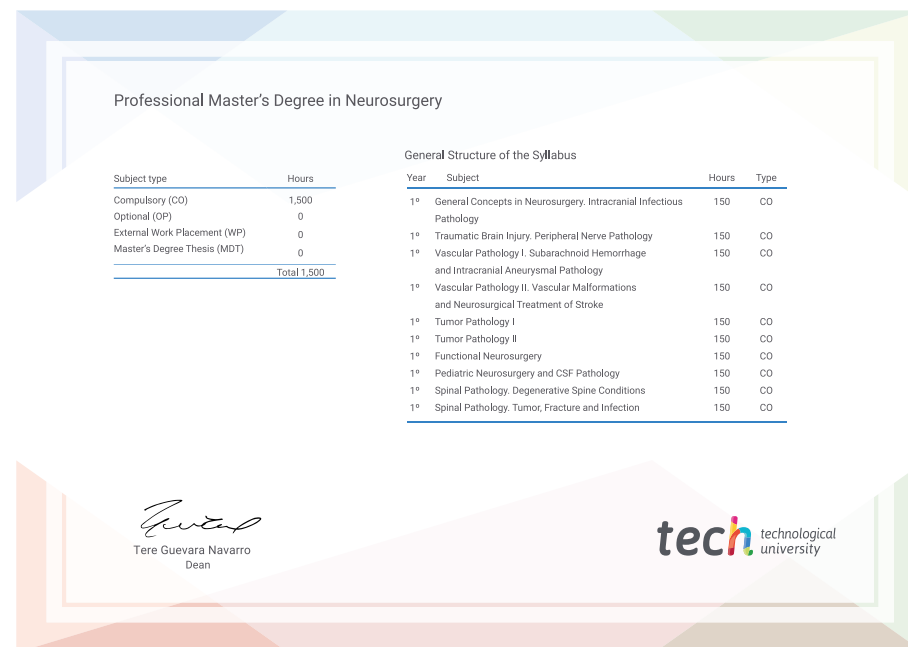 Professional Master's Degree in Neurosurgery
Subject type Hours
Compulsory (CO) 1,500
Optional (OP) 0
External Work Placement (WP) 0
Master's Degree Thesis (MDT) 0
Total 1,500
General Structure of the Syllabus
Year Subject Hours Type
1º General Concepts in Neurosurgery. Intracranial Infectious 150 CO
Pathology
1º Traumatic Brain Injury. Peripheral Nerve Pathology 150 CO
1º Vascular Pathology I. Subarachnoid Hemorrhage 150 CO
and Intracranial Aneurysmal Pathology
1º Vascular Pathology II. Vascular Malformations 150 CO
and Neurosurgical Treatment of Stroke
1º Tumor Pathology I 150 CO
1º Tumor Pathology II 150 CO
1º Functional Neurosurgery 150 CO
1º Pediatric Neurosurgery and CSF Pathology 150 CO
1º Spinal Pathology. Degenerative Spine Conditions 150 CO
1º Spinal Pathology. Tumor, Fracture and Infection 150 CO
Tere Guevara Navarro
Dean
tech technological
university